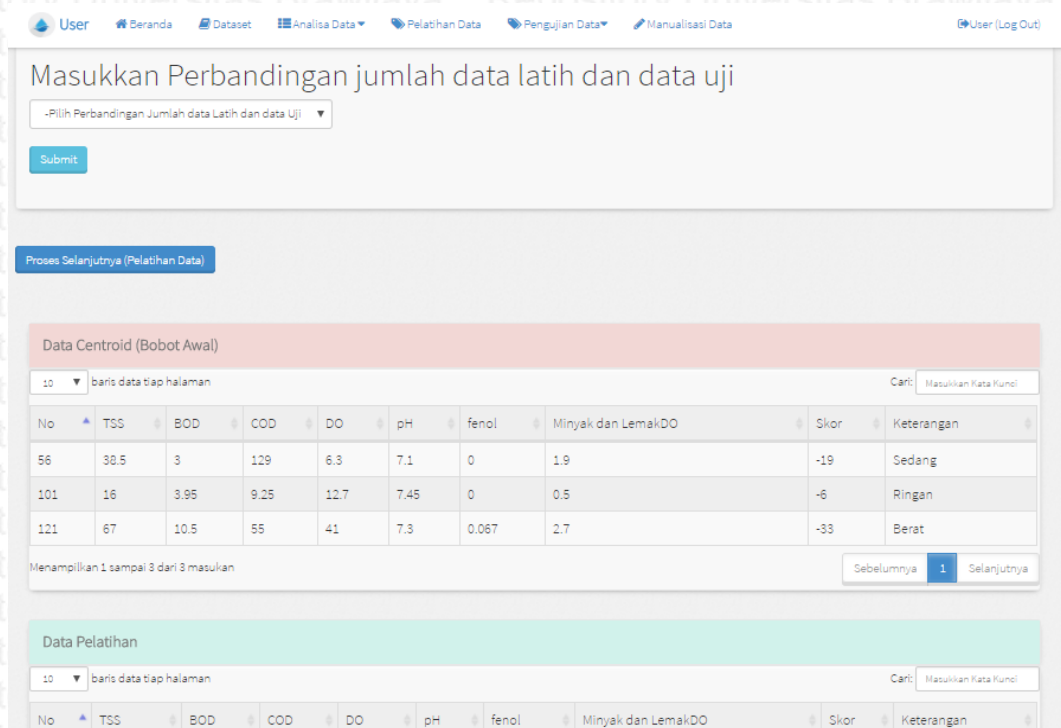 User Beranda Dataset Analisa Data Pelatihan Data Pengujian Data Manualisasi Data User (Log Out)
Masukkan Perbandingan jumlah data latih dan data uji
-Pilih Perbandingan Jumlah data Latih dan data Uji
Submit
Proses Selanjutnya (Pelatihan Data)
Data Centroid (Bobot Awal)
10 baris data tiap halaman Cari: Masukkan Kata Kunci
No TSS BOD COD DO pH fenol Minyak dan LemakDO Skor Keterangan
56 38.5 3 129 6.3 7.1 0 1.9 -19 Sedang
101 16 3.95 9.25 12.7 7.45 0 0.5 -6 Ringan
121 67 10.5 55 41 7.3 0.067 2.7 -33 Berat
Menampilkan 1 sampai 3 dari 3 masukan Sebelumnya 1 Selanjutnya
Data Pelatihan
10 baris data tiap halaman Cari: Masukkan Kata Kunci
No TSS BOD COD DO pH fenol Minyak dan LemakDO Skor Keterangan